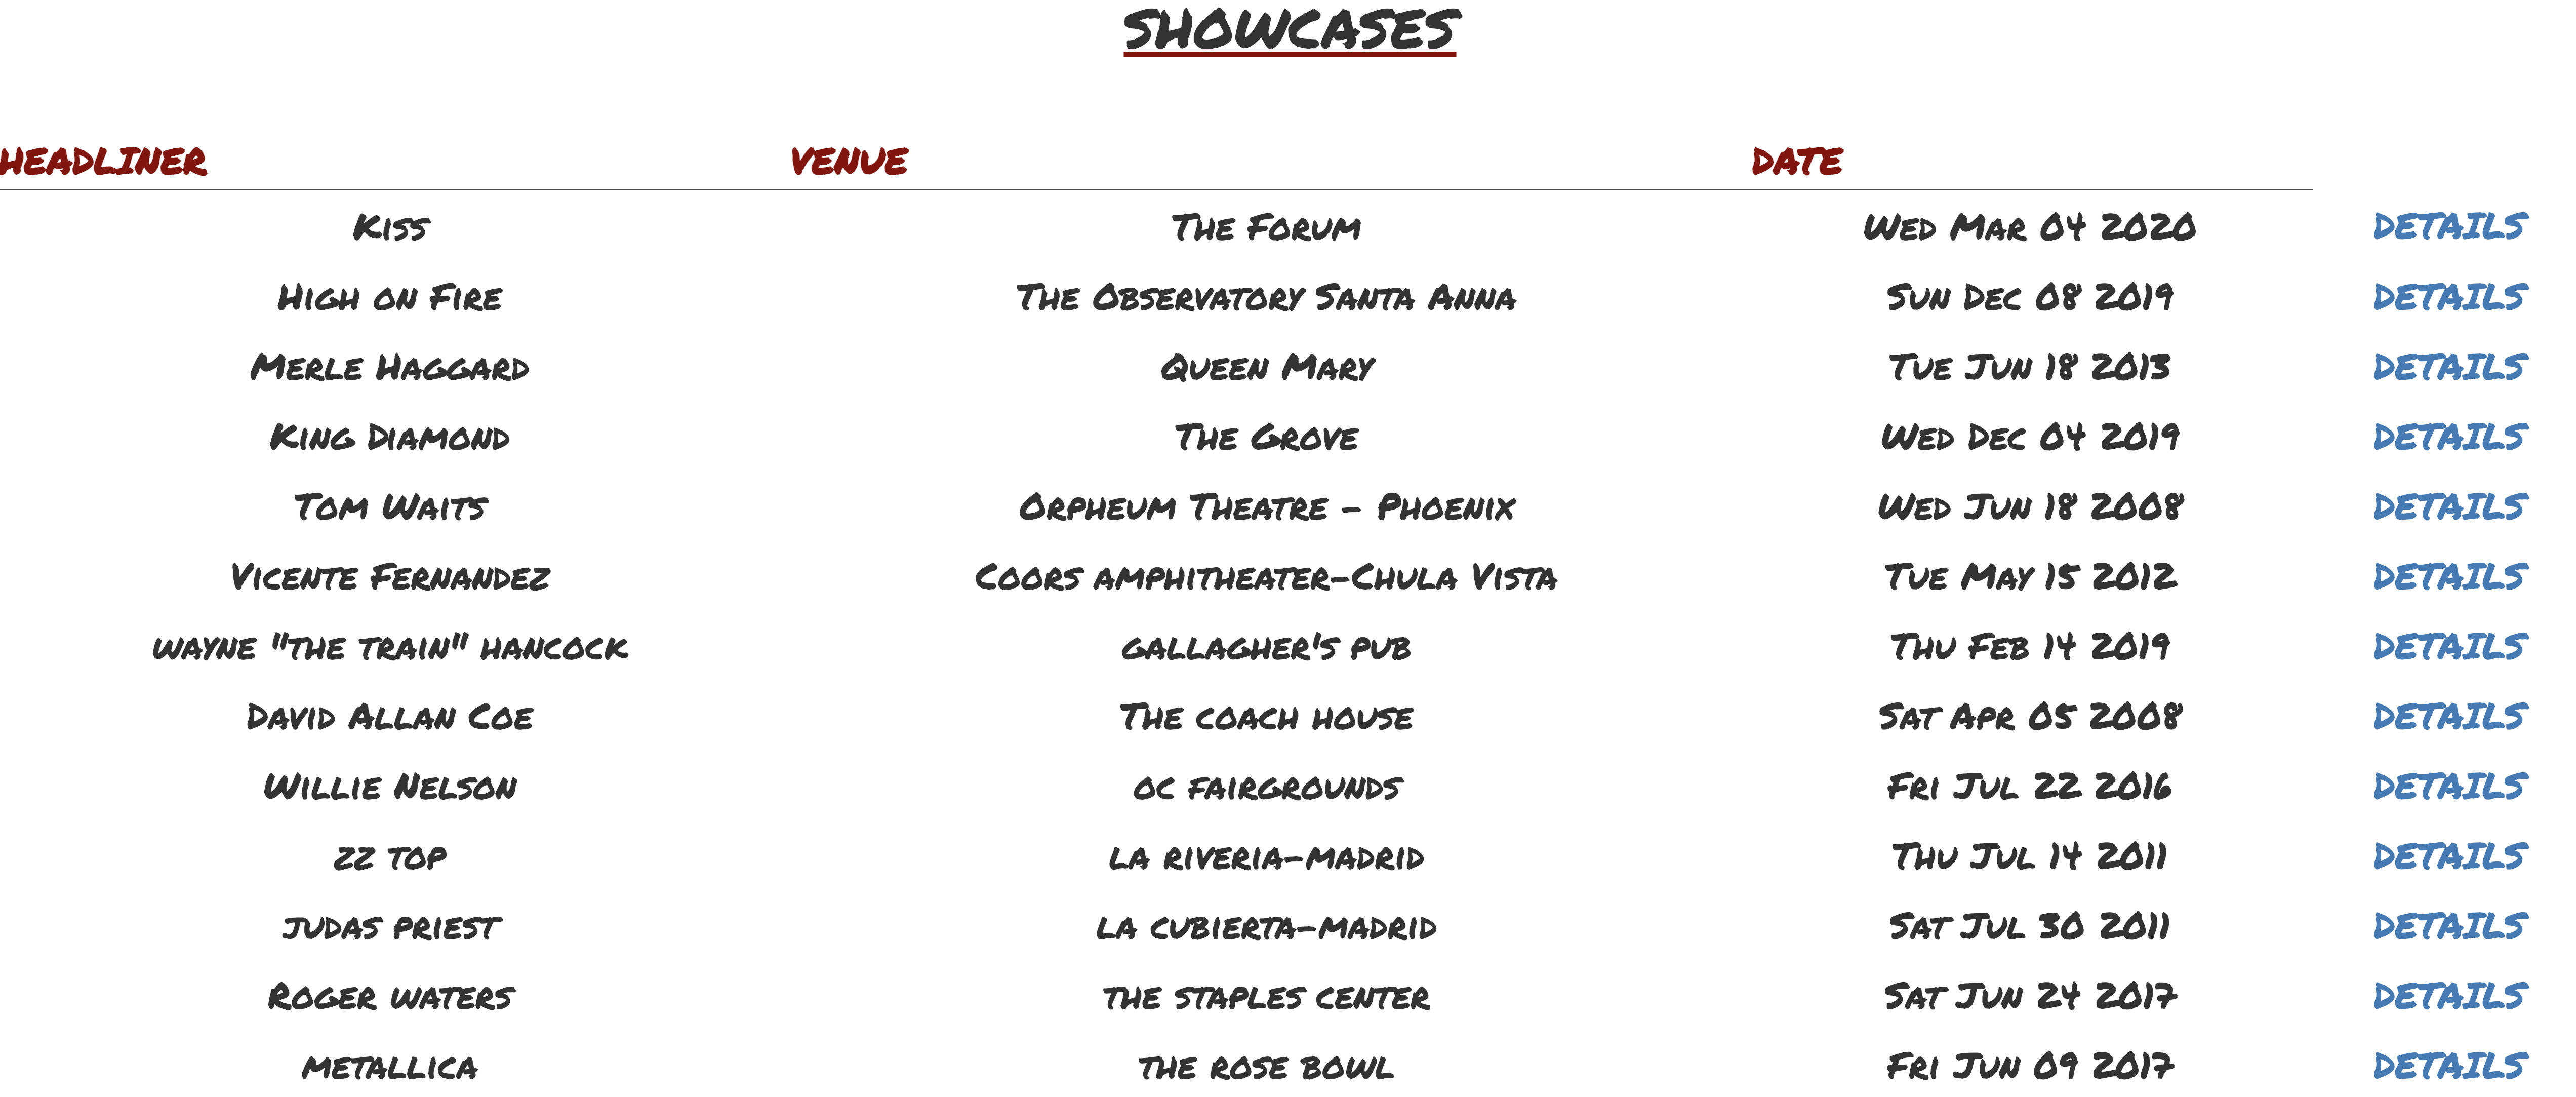 SHOWCASES
HEADLINER VENUE DATE
Kiss The Forum Wed Mar 04 2020 DETAILS
High on Fire The Observatory Santa Anna Sun Dec 08 2019 DETAILS
Merle Haggard Queen Mary Tue Jun 18 2013 DETAILS
King Diamond The Grove Wed Dec 04 2019 DETAILS
Tom Waits Orpheum Theatre - Phoenix Wed Jun 18 2008 DETAILS
Vicente Fernandez Coors amphitheater-Chula Vista Tue May 15 2012 DETAILS
wayne "the train" hancock gallagher's pub Thu Feb 14 2019 DETAILS
David Allan Coe The coach house Sat Apr 05 2008 DETAILS
Willie Nelson oc fairgrounds Fri Jul 22 2016 DETAILS
zz top la riveria-madrid Thu Jul 14 2011 DETAILS
judas priest la cubierta-madrid Sat Jul 30 2011 DETAILS
Roger waters the staples center Sat Jun 24 2017 DETAILS
metallica the rose bowl Fri Jun 09 2017 DETAILS